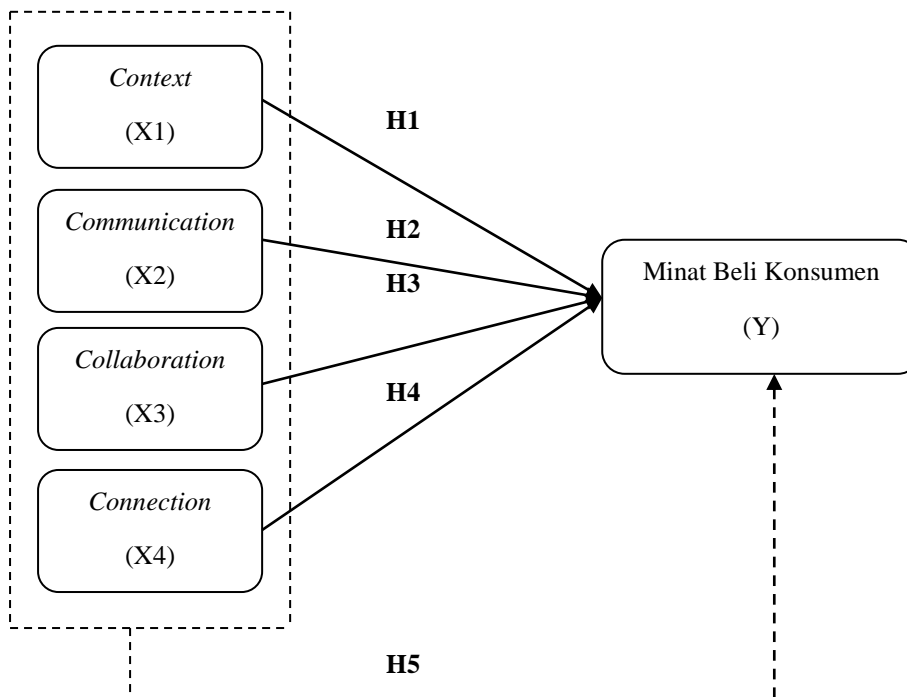 Context
(X1)
H1
Communication
(X2)
H2
H3
Minat Beli Konsumen
(Y)
Collaboration
(X3)
H4
Connection
(X4)
H5